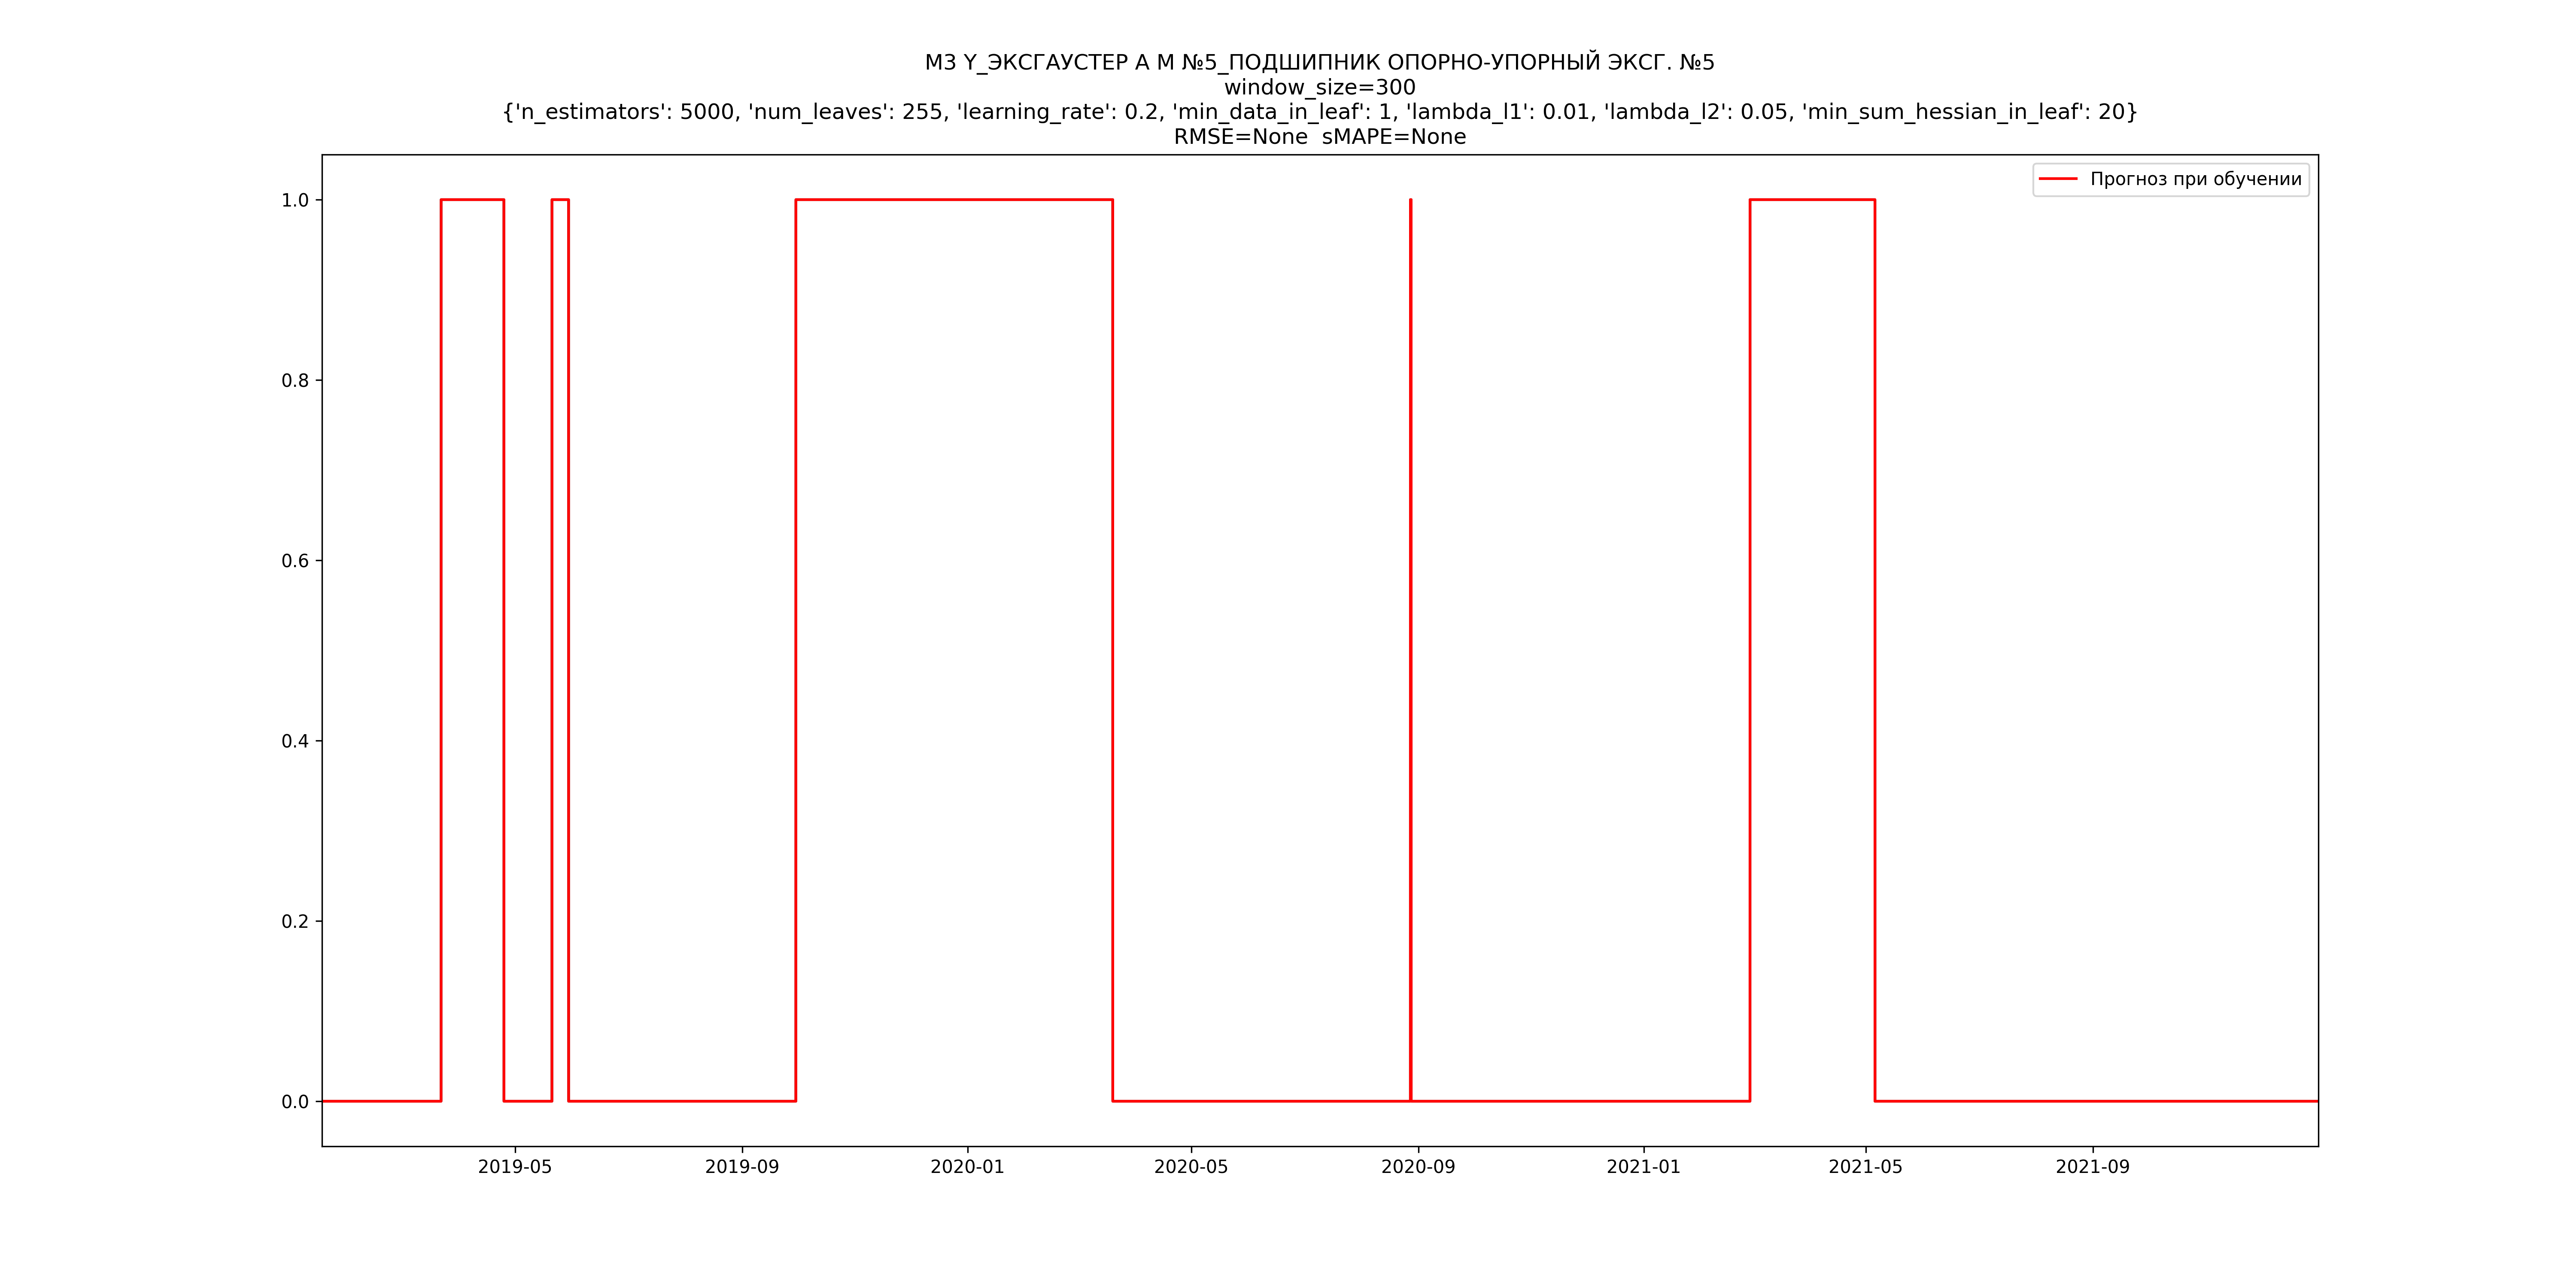 М3 Y_ЭКСГАУСТЕР А М №5_ПОДШИПНИК ОПОРНО-УПОРНЫЙ ЭКСГ. №5
window_size=300
{'n_estimators': 5000, 'num_leaves': 255, 'learning_rate': 0.2, 'min_data_in_leaf': 1, 'lambda_l1': 0.01, 'lambda_l2': 0.05, 'min_sum_hessian_in_leaf': 20}
RMSE=None  sMAPE=None
Прогноз при обучении
1.0
0.8
0.6
0.4
0.2
0.0
2019-05 2019-09 2020-01 2020-05 2020-09 2021-01 2021-05 2021-09